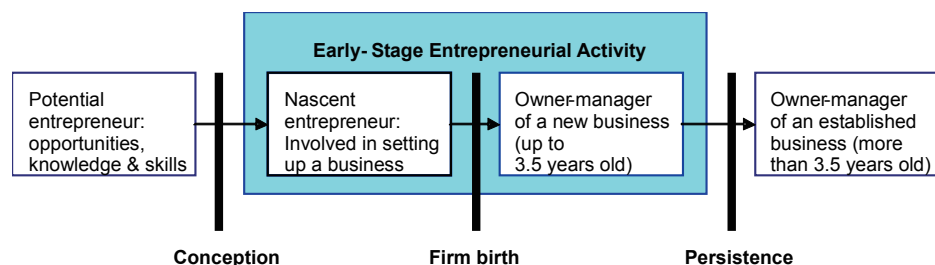 Early- Stage Entrepreneurial Activity
Potential
entrepreneur:
opportunities,
knowledge & skills
Nascent
entrepreneur:
Involved in setting
up a business
Owner-manager
of a new business
(up to
3.5 years old)
Owner-manager
of an established
business (more
than 3.5 years old)
Conception
Firm birth
Persistence